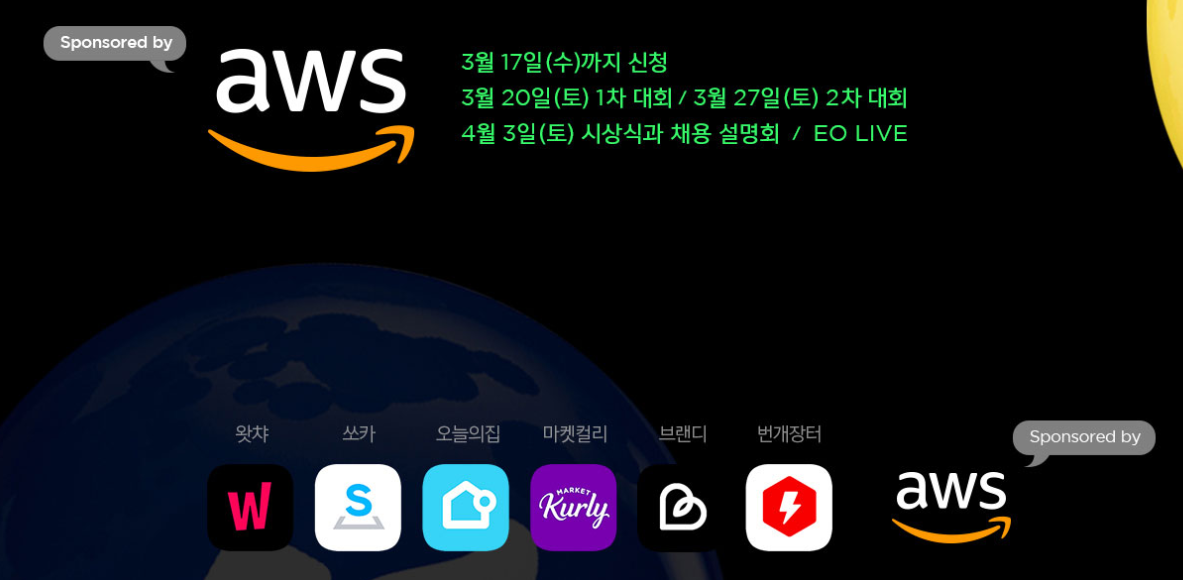 Sponsored by
aws
3월 17일(수)까지 신청
3월 20일(토) 1차 대회 / 3월 27일(토) 2차 대회
4월 3일(토) 시상식과 채용 설명회 / EO LIVE
왓챠 쏘카 오늘의집 마켓컬리 브랜디 번개장터
Sponsored by
W S MARKET Kurly
aws